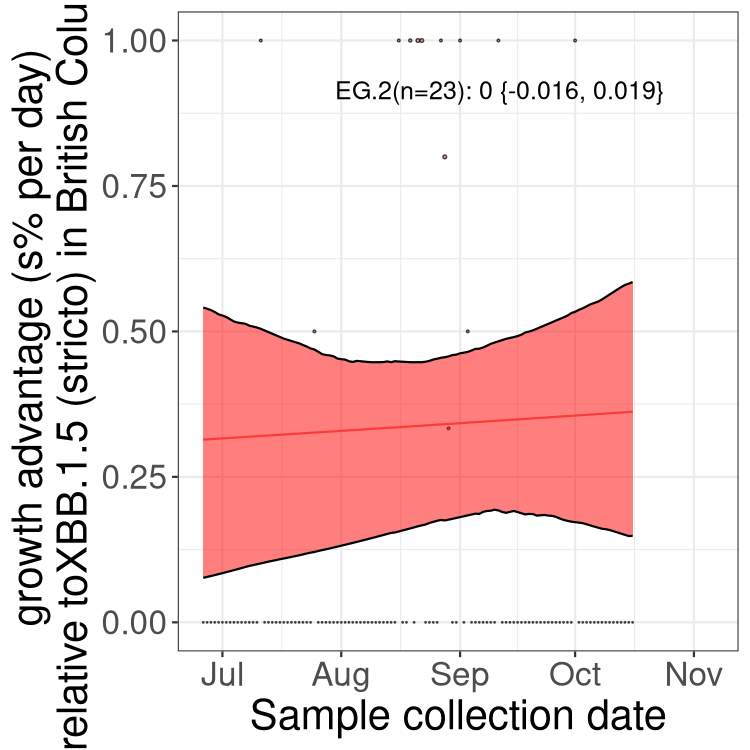 growth advantage (s% per day)
relative toXBB.1.5 (stricto) in British Colu
1.00
0.75
0.50
0.25
0.00
EG.2(n=23): 0 {-0.016, 0.019}
Jul Aug Sep Oct Nov
Sample collection date